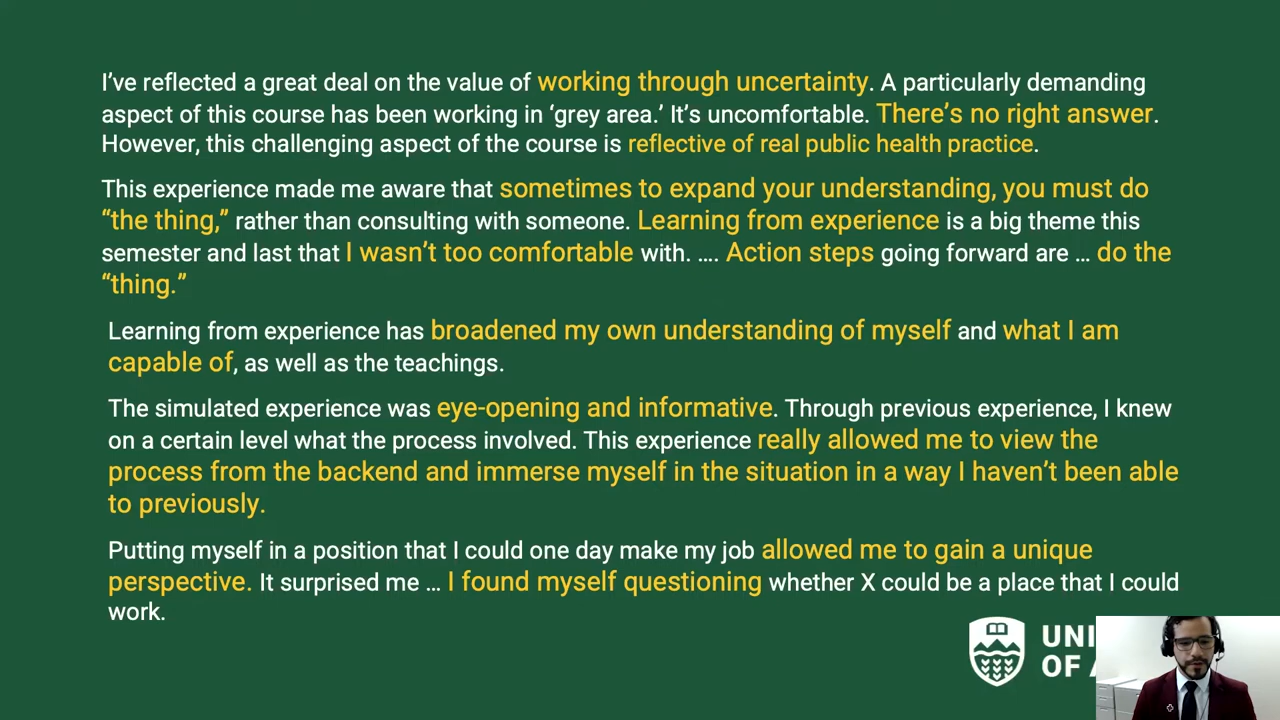 I’ve reflected a great deal on the value of working through uncertainty. A particularly demanding
aspect of this course has been working in ‘grey area.’ It’s uncomfortable. There’s no right answer.
However, this challenging aspect of the course is reflective of real public health practice.
This experience made me aware that sometimes to expand your understanding, you must do
“the thing,” rather than consulting with someone. Learning from experience is a big theme this
semester and last that I wasn’t too comfortable with. .... Action steps going forward are … do the
“thing.”
Learning from experience has broadened my own understanding of myself and what I am
capable of, as well as the teachings.
The simulated experience was eye-opening and informative. Through previous experience, I knew
on a certain level what the process involved. This experience really allowed me to view the
process from the backend and immerse myself in the situation in a way I haven’t been able
to previously.
Putting myself in a position that I could one day make my job allowed me to gain a unique
perspective. It surprised me … I found myself questioning whether X could be a place that I could
work.
UNI
OF